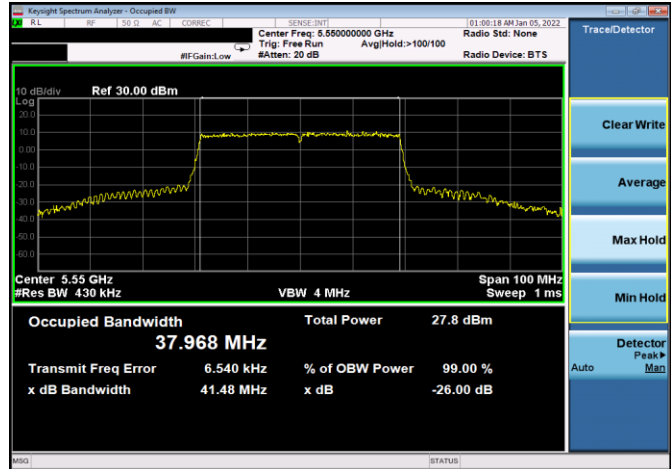 Keysight Spectrum Analyzer - Occupied BW
RL RF 50 Ω AC CORREC SENSE:INT 01:00:18 AM Jan 05, 2022
Center Freq: 5.550000000 GHz Radio Std: None
Trig: Free Run Avg|Hold:>100/100
#IFGain:Low #Atten: 20 dB Radio Device: BTS
Trace/Detector
10 dB/div Ref 30.00 dBm
Log
20.0
10.0
0.00
-10.0
-20.0
-30.0
-40.0
-50.0
-60.0
Center 5.55 GHz Span 100 MHz
#Res BW 430 kHz VBW 4 MHz Sweep 1 ms
Occupied Bandwidth Total Power 27.8 dBm
37.968 MHz
Transmit Freq Error 6.540 kHz % of OBW Power 99.00 %
x dB Bandwidth 41.48 MHz x dB -26.00 dB
Clear Write
Average
Max Hold
Min Hold
Detector
Peak▶
Auto Man
MSG STATUS